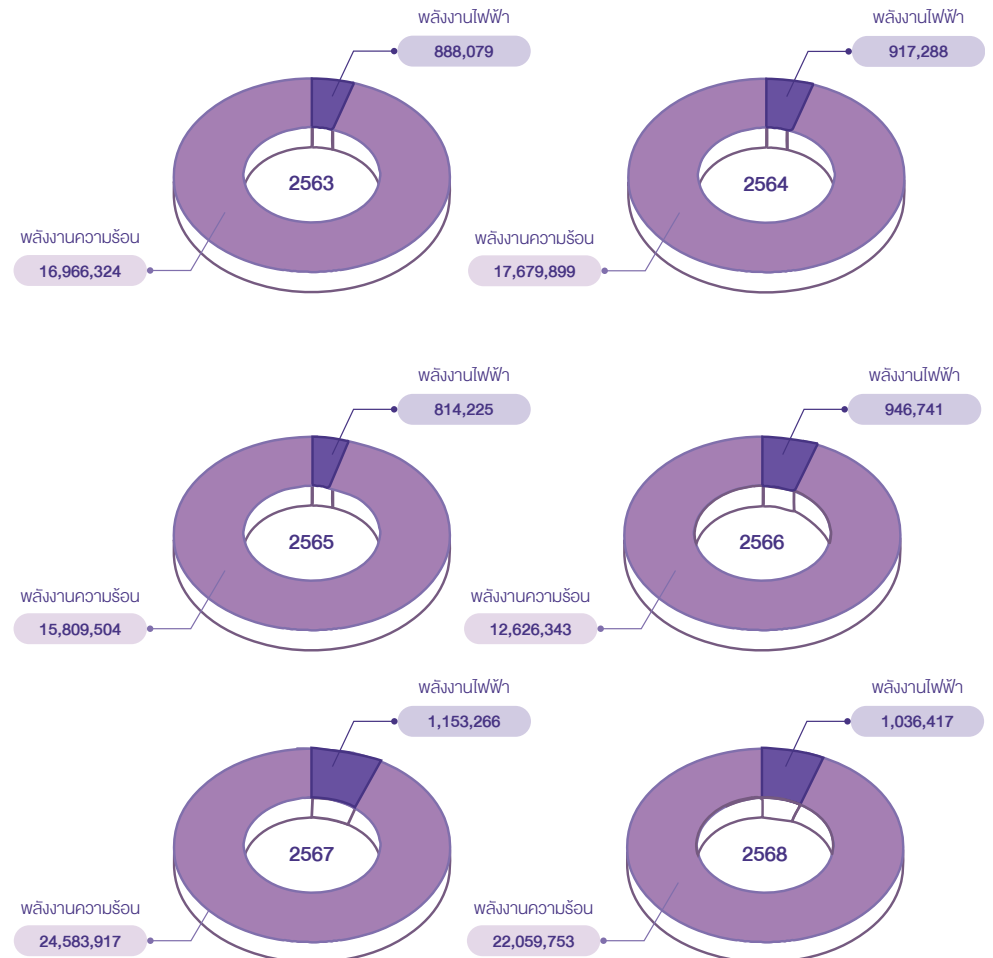 พลังงานไฟฟ้า
888,079
2563
พลังงานความร้อน
16,966,324
พลังงานไฟฟ้า
917,288
2564
พลังงานความร้อน
17,679,899
พลังงานไฟฟ้า
814,225
2565
พลังงานความร้อน
15,809,504
พลังงานไฟฟ้า
946,741
2566
พลังงานความร้อน
12,626,343
พลังงานไฟฟ้า
1,153,266
2567
พลังงานความร้อน
24,583,917
พลังงานไฟฟ้า
1,036,417
2568
พลังงานความร้อน
22,059,753